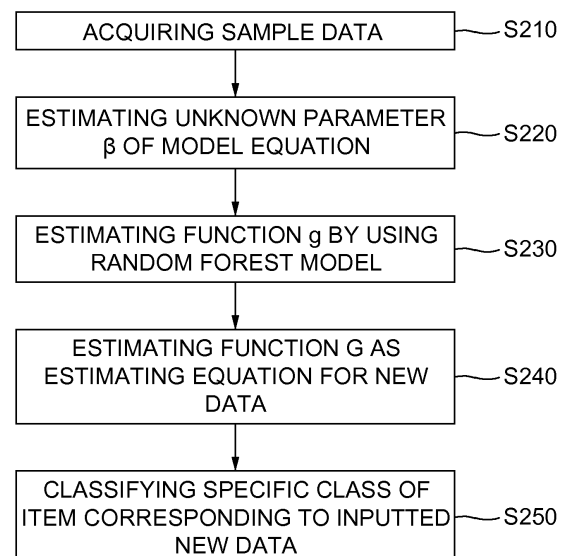 ACQUIRING SAMPLE DATA
S210
ESTIMATING UNKNOWN PARAMETER
β OF MODEL EQUATION
S220
ESTIMATING FUNCTION g BY USING
RANDOM FOREST MODEL
S230
ESTIMATING FUNCTION G AS
ESTIMATING EQUATION FOR NEW
DATA
S240
CLASSIFYING SPECIFIC CLASS OF
ITEM CORRESPONDING TO INPUTTED
NEW DATA
S250